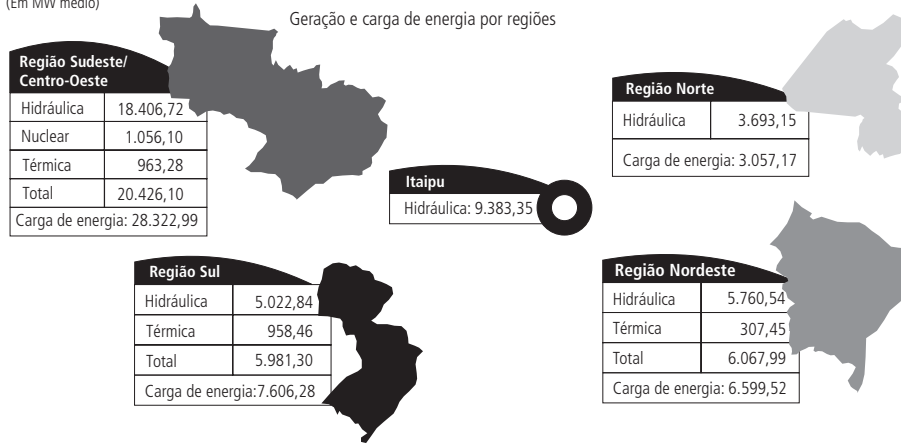 (Em MW médio)
Geração e carga de energia por regiões
Região Sudeste/
Centro-Oeste
Hidráulica 18.406,72
Nuclear 1.056,10
Térmica 963,28
Total 20.426,10
Carga de energia: 28.322,99
Região Norte
Hidráulica 3.693,15
Carga de energia: 3.057,17
Itaipu
Hidráulica: 9.383,35
Região Sul
Hidráulica 5.022,84
Térmica 958,46
Total 5.981,30
Carga de energia:7.606,28
Região Nordeste
Hidráulica 5.760,54
Térmica 307,45
Total 6.067,99
Carga de energia: 6.599,52